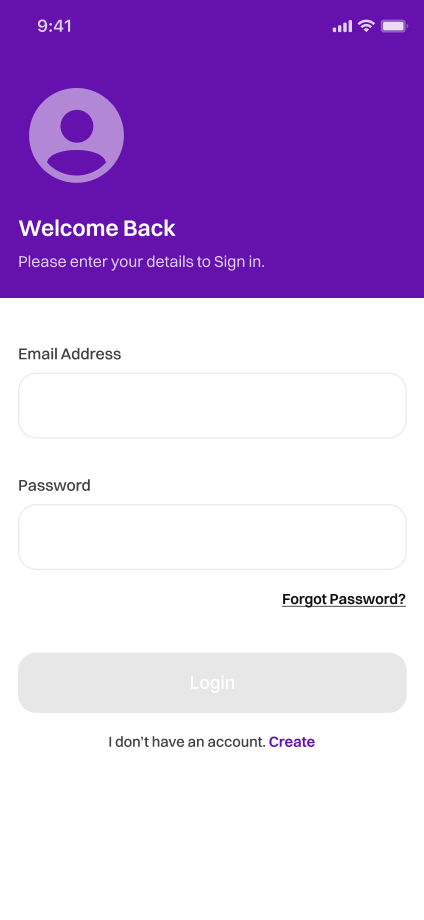 9:41
Welcome Back
Please enter your details to Sign in.
Email Address
Password
Forgot Password?
Login
I don't have an account. Create